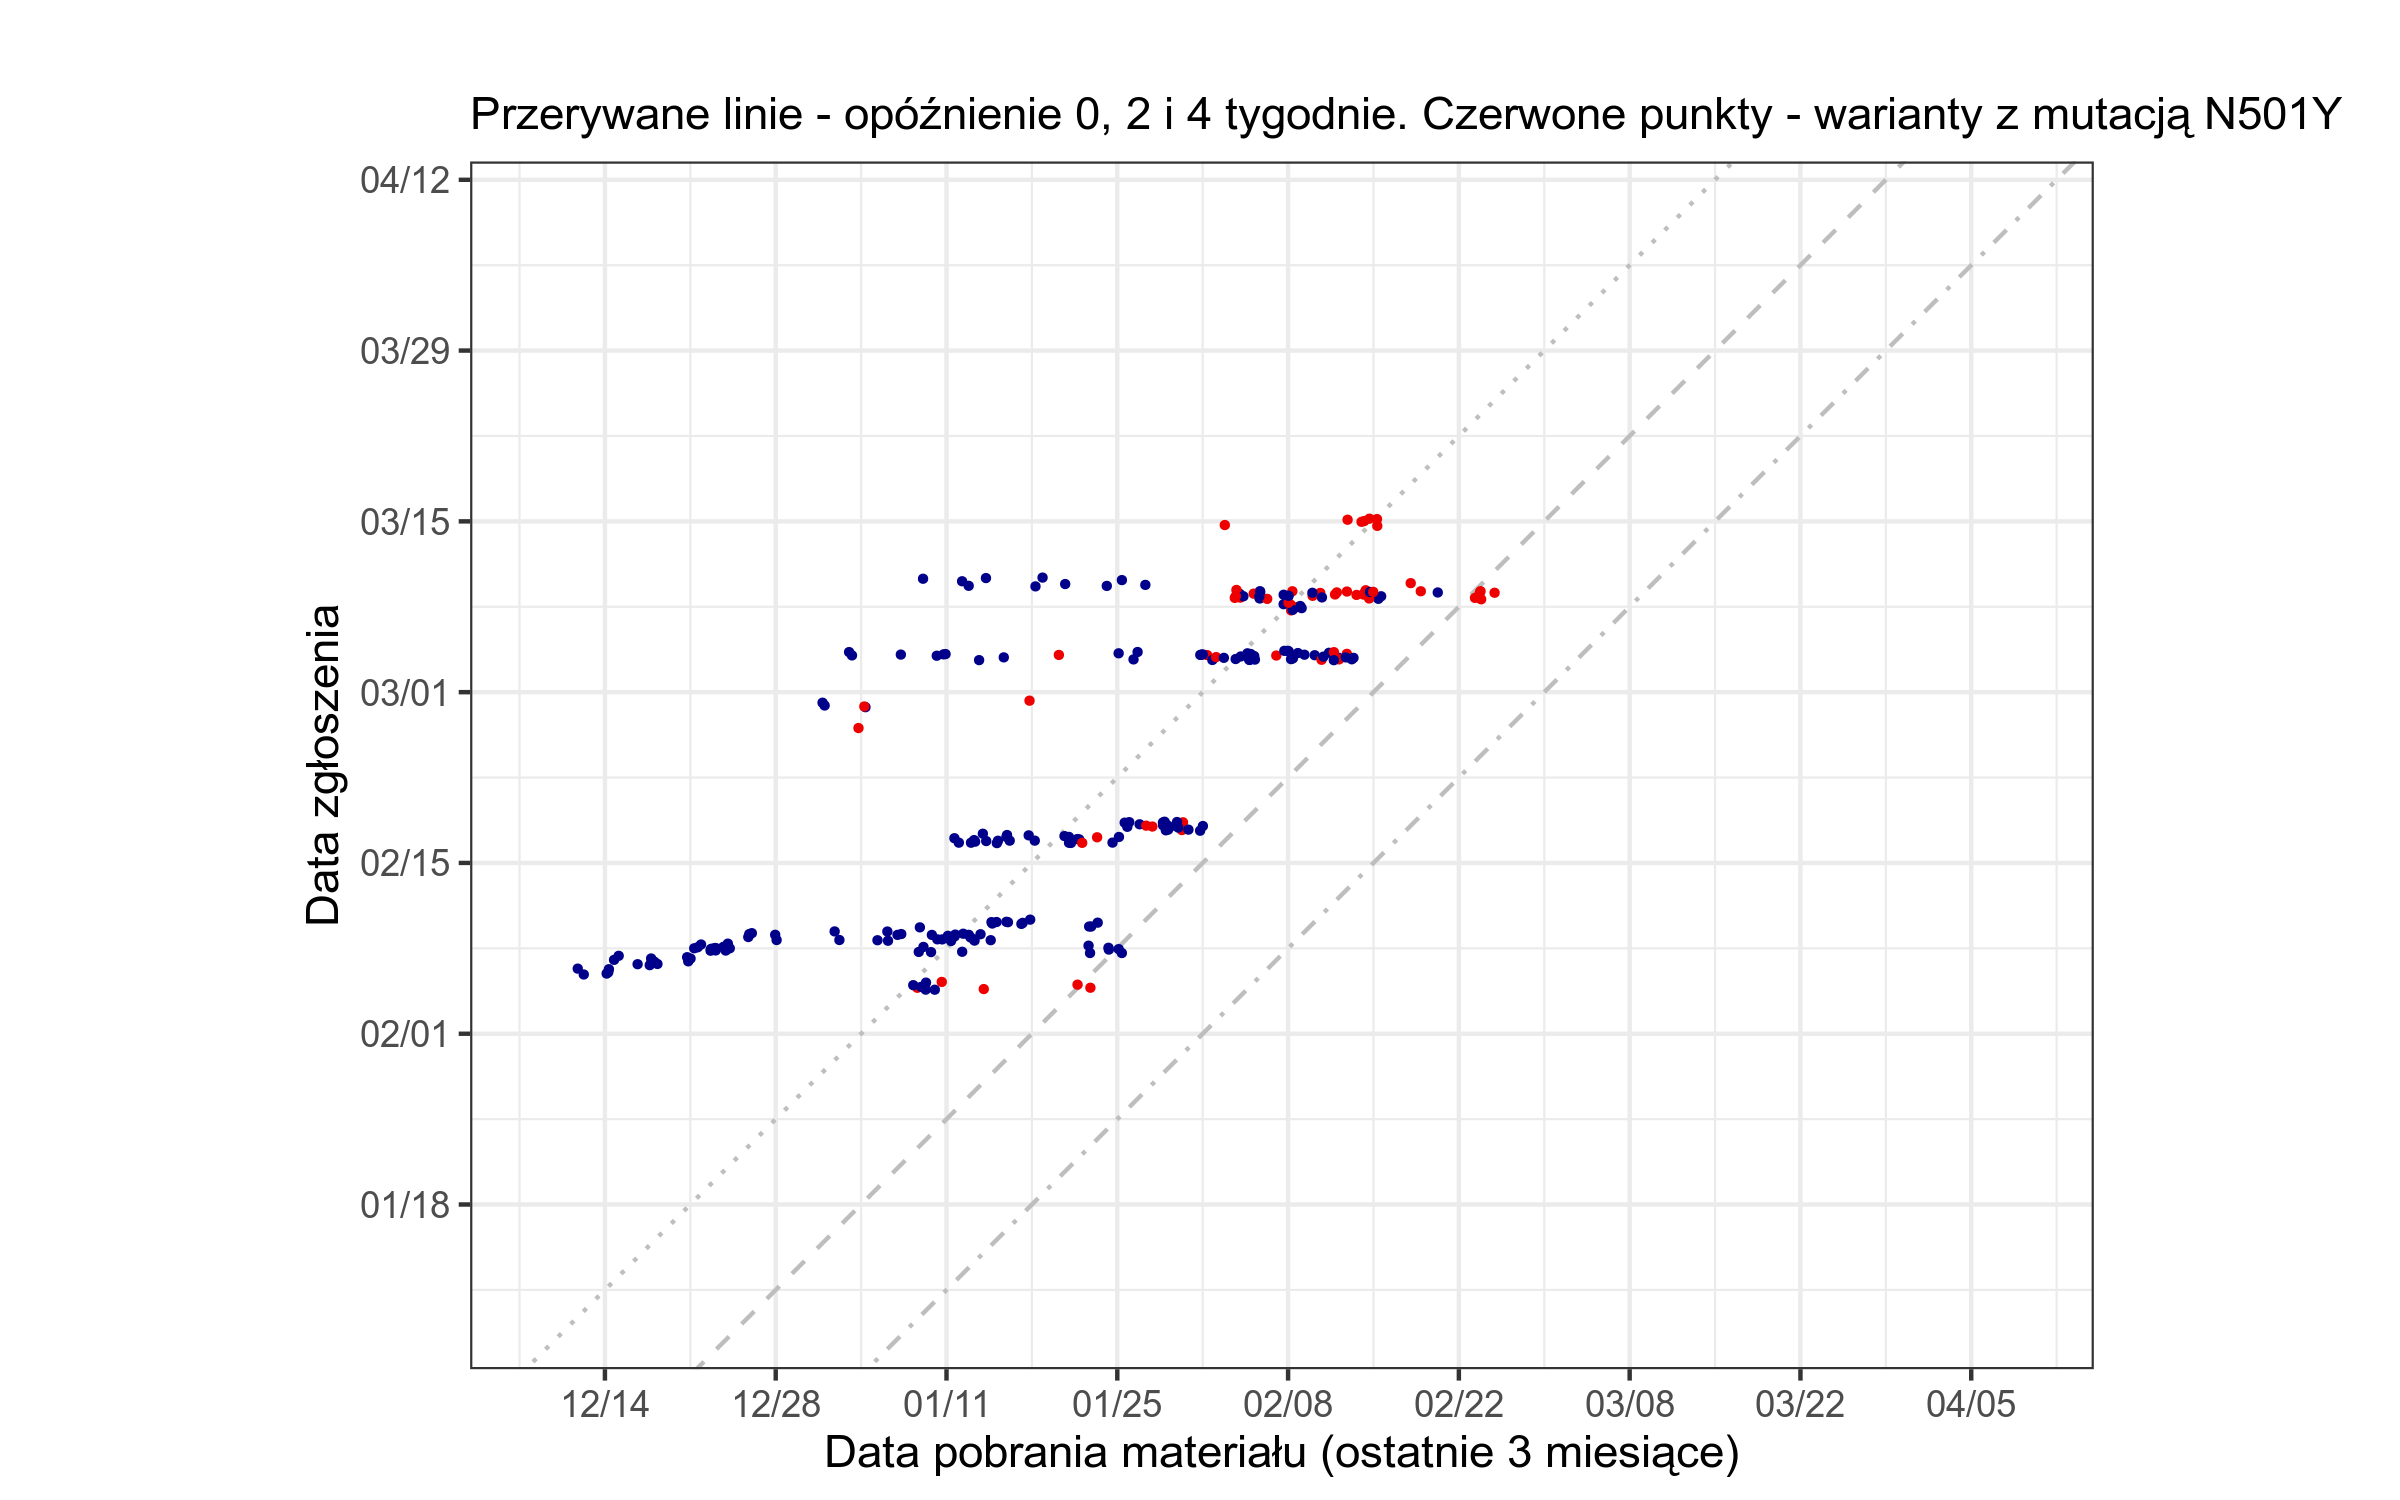 Przerywane linie - opóźnienie 0, 2 i 4 tygodnie. Czerwone punkty - warianty z mutacją N501Y
04/12
03/29
03/15
03/01
02/15
02/01
01/18
Data zgłoszenia
12/14 12/28 01/11 01/25 02/08 02/22 03/08 03/22 04/05
Data pobrania materiału (ostatnie 3 miesiące)